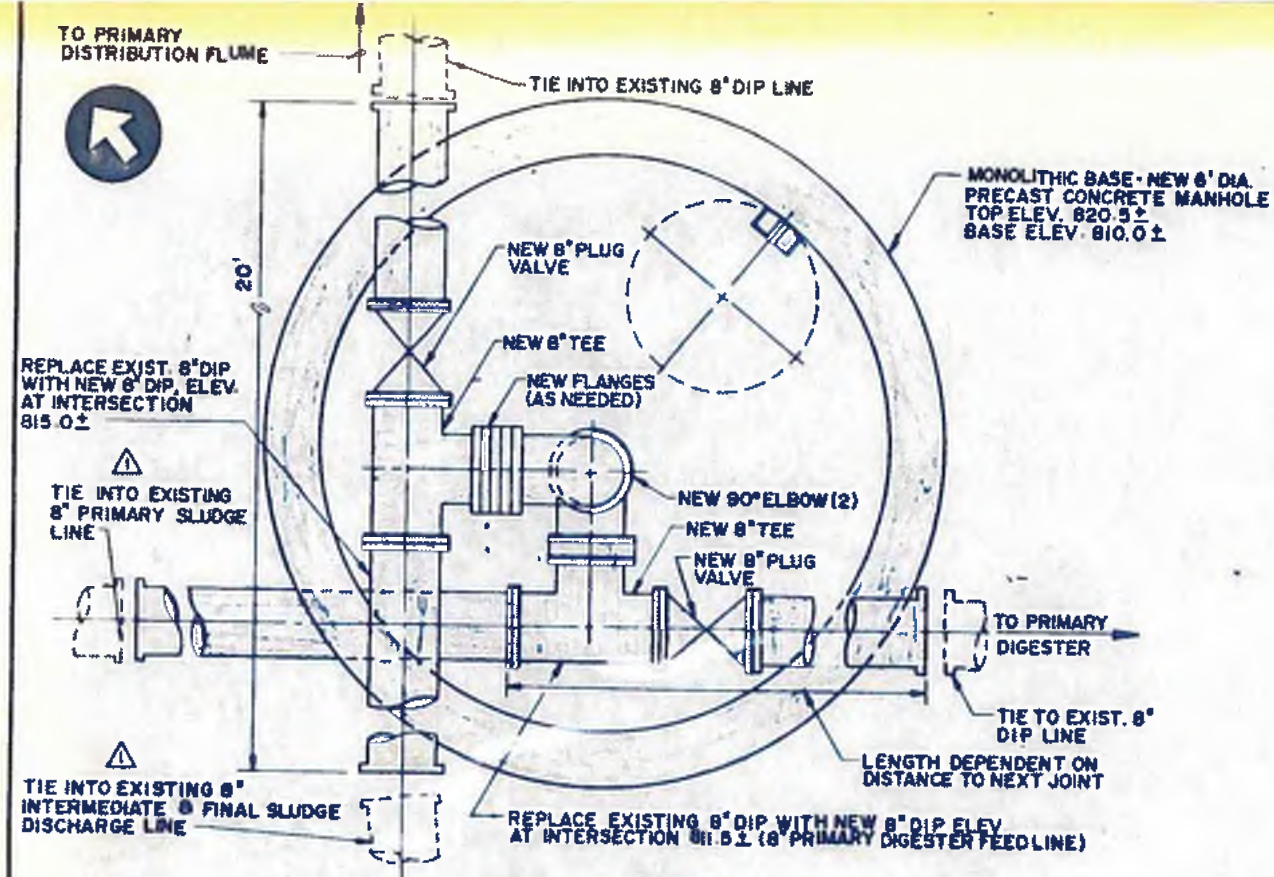 TO PRIMARY
DISTRIBUTION FLUME
TIE INTO EXISTING 8" DIP LINE
MONOLITHIC BASE - NEW 8' DIA.
PRECAST CONCRETE MANHOLE
TOP ELEV. 820.5 ±
BASE ELEV. 810.0 ±
20'
NEW 8" PLUG
VALVE
NEW 8" TEE
NEW FLANGES
(AS NEEDED)
REPLACE EXIST. 8" DIP
WITH NEW 8" DIP, ELEV.
AT INTERSECTION
815.0 ±
1
TIE INTO EXISTING
8" PRIMARY SLUDGE
LINE
NEW 90° ELBOW (2)
NEW 8" TEE
NEW 8" PLUG
VALVE
TO PRIMARY
DIGESTER
TIE TO EXIST. 8"
DIP LINE
LENGTH DEPENDENT ON
DISTANCE TO NEXT JOINT
1
TIE INTO EXISTING 8"
INTERMEDIATE & FINAL SLUDGE
DISCHARGE LINE
REPLACE EXISTING 8" DIP WITH NEW 8" DIP ELEV
AT INTERSECTION 811.5 ± (8" PRIMARY DIGESTER FEED LINE)